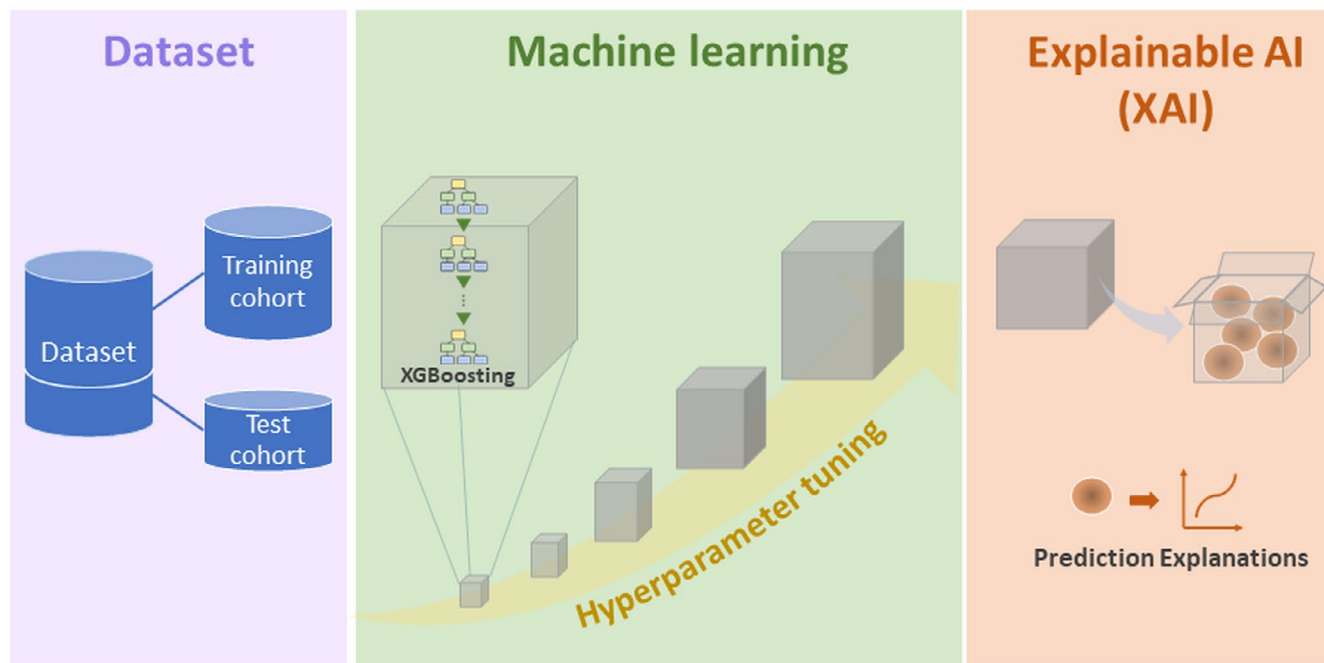 Dataset
Machine learning
Explainable AI
(XAI)
Dataset
Training
cohort
Test
cohort
XGBoosting
Hyperparameter tuning
Prediction Explanations